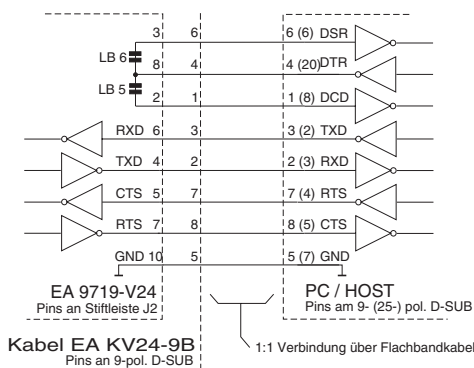 3 6 6 (6) DSR
LB 6
8 4 4 (20) DTR
LB 5
2 1 1 (8) DCD
RXD 6 3 3 (2) TXD
TXD 4 2 2 (3) RXD
CTS 5 7 7 (4) RTS
RTS 7 8 8 (5) CTS
GND 10 5 5 (7) GND
EA 9719-V24
Pins an Stiftleiste J2
PC / HOST
Pins am 9- (25-) pol. D-SUB
Kabel EA KV24-9B
Pins an 9-pol. D-SUB
1:1 Verbindung über Flachbandkabel